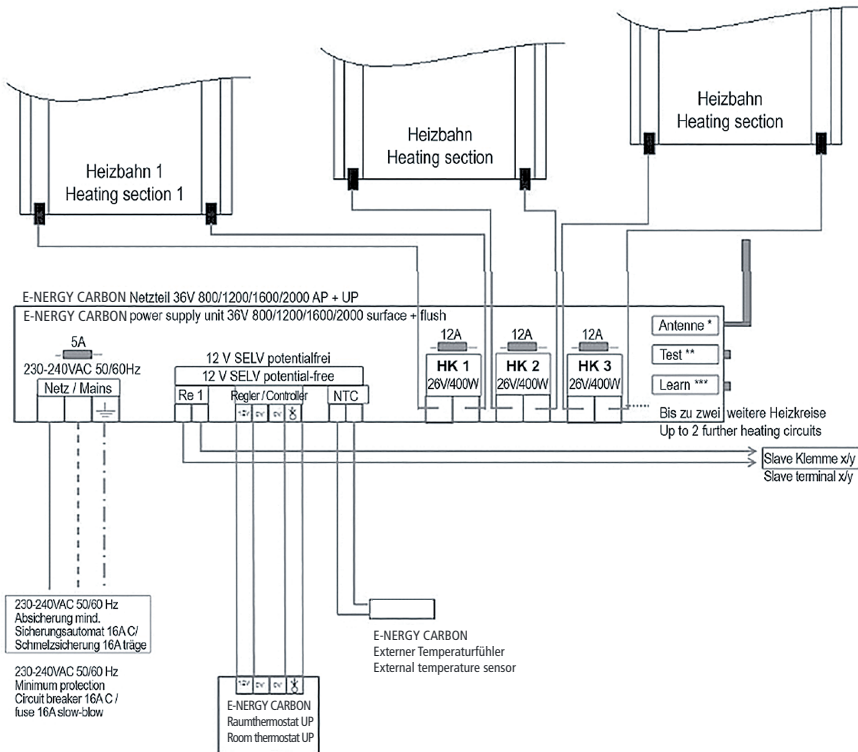 Heizbahn 1
Heating section 1
Heizbahn
Heating section
Heizbahn
Heating section
E-NERGY CARBON Netzteil 36V 800/1200/1600/2000 AP + UP
E-NERGY CARBON power supply unit 36V 800/1200/1600/2000 surface + flush
5A
230-240VAC 50/60Hz
Netz / Mains
12 V SELV potentialfrei
12 V SELV potential-free
Re 1
Regler / Controller
NTC
12V 0V 0V
12A
HK 1
26V/400W
12A
HK 2
26V/400W
12A
HK 3
26V/400W
Antenne *
Test **
Learn ***
Bis zu zwei weitere Heizkreise
Up to 2 further heating circuits
Slave Klemme x/y
Slave terminal x/y
230-240VAC 50/60 Hz
Absicherung mind.
Sicherungsautomat 16A C/
Schmelzsicherung 16A träge
230-240VAC 50/60 Hz
Minimum protection
Circuit breaker 16A C /
fuse 16A slow-blow
E-NERGY CARBON
Externer Temperaturfühler
External temperature sensor
12V 0V 0V
E-NERGY CARBON
Raumthermostat UP
Room thermostat UP